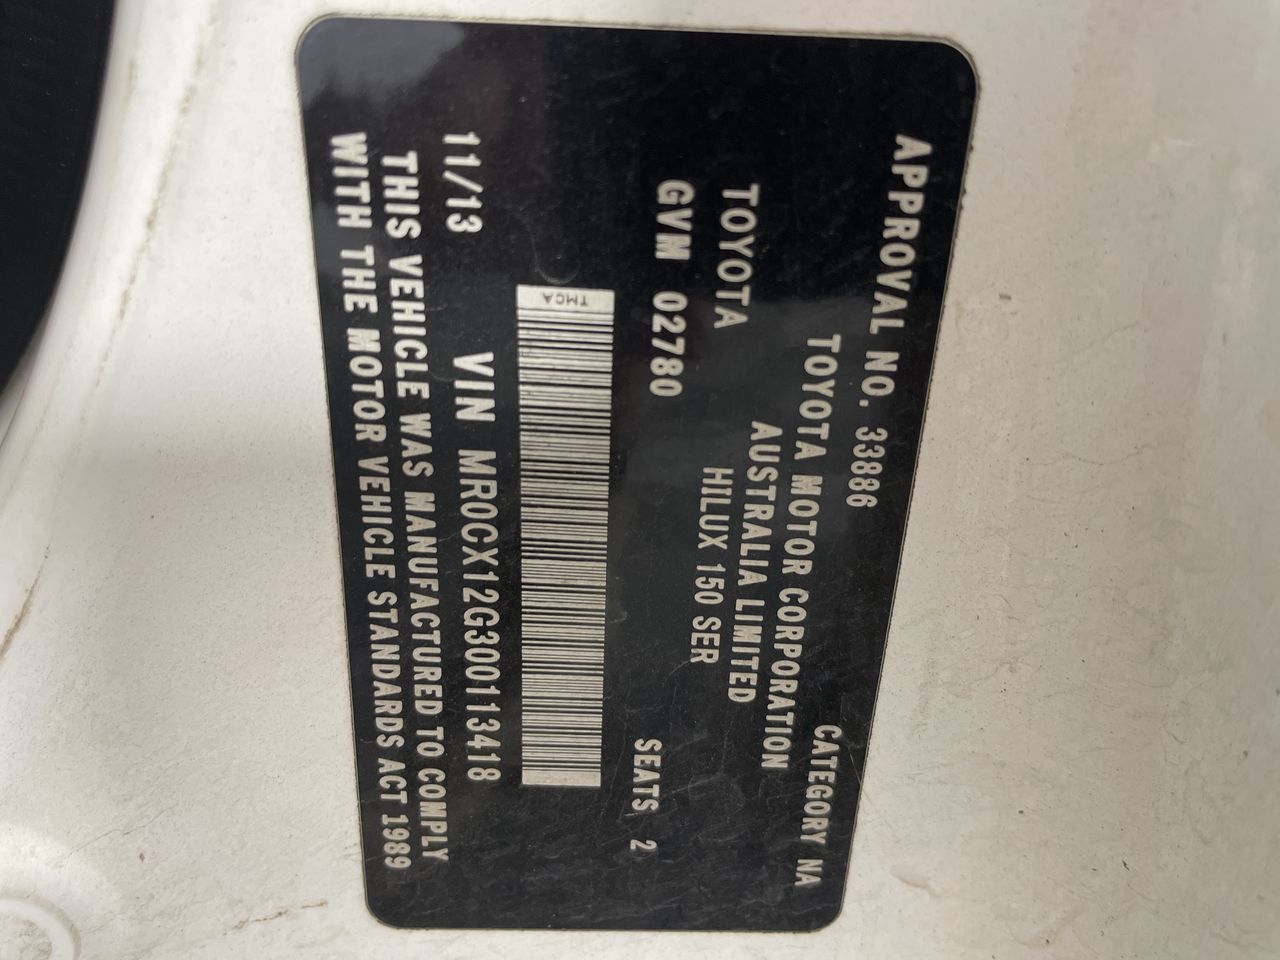 APPROVAL NO. 33886 CATEGORY NA
TOYOTA MOTOR CORPORATION
AUSTRALIA LIMITED
TOYOTA HILUX 150 SER
GVM 02780 SEATS 2
TMCA
11/13 VIN MR0CX12G300113418
THIS VEHICLE WAS MANUFACTURED TO COMPLY
WITH THE MOTOR VEHICLE STANDARDS ACT 1989